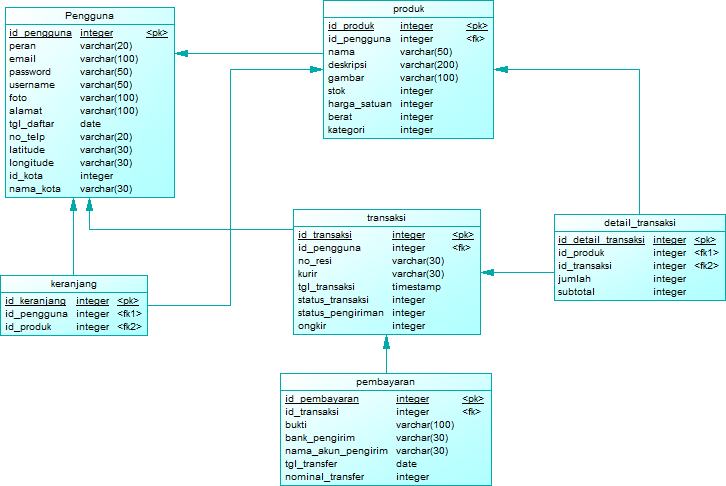 Pengguna
id_pengguna integer <pk>
peran varchar(20)
email varchar(100)
password varchar(50)
username varchar(50)
foto varchar(100)
alamat varchar(100)
tgl_daftar date
no_telp varchar(20)
latitude varchar(30)
longitude varchar(30)
id_kota integer
nama_kota varchar(30)
produk
id_produk integer <pk>
id_pengguna integer <fk>
nama varchar(50)
deskripsi varchar(200)
gambar varchar(100)
stok integer
harga_satuan integer
berat integer
kategori integer
transaksi
id_transaksi integer <pk>
id_pengguna integer <fk>
no_resi varchar(30)
kurir varchar(30)
tgl_transaksi timestamp
status_transaksi integer
status_pengiriman integer
ongkir integer
detail_transaksi
id_detail_transaksi integer <pk>
id_produk integer <fk1>
id_transaksi integer <fk2>
jumlah integer
subtotal integer
keranjang
id_keranjang integer <pk>
id_pengguna integer <fk1>
id_produk integer <fk2>
pembayaran
id_pembayaran integer <pk>
id_transaksi integer <fk>
bukti varchar(100)
bank_pengirim varchar(30)
nama_akun_pengirim varchar(30)
tgl_transfer date
nominal_transfer integer